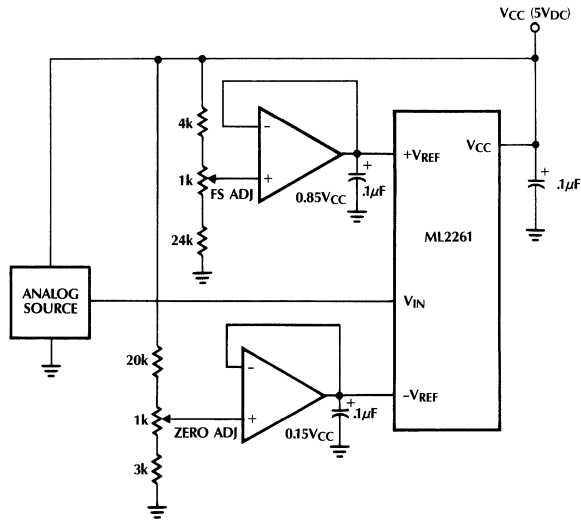 VCC (5VDC)
4k
1k
FS ADJ
24k
-
+
0.85VCC
+
.1µF
+VREF
VCC
+
.1µF
ML2261
ANALOG
SOURCE
VIN
20k
1k
ZERO ADJ
3k
-
+
0.15VCC
+
.1µF
–VREF